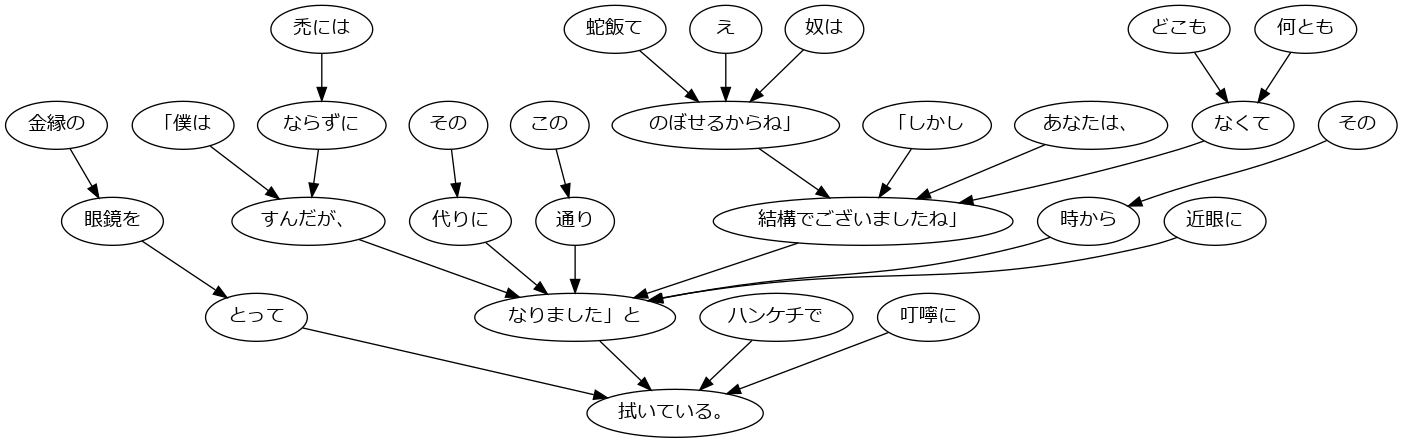 禿には 蛇飯て え 奴は どこも 何とも
金縁の 「僕は ならずに その この のぼせるからね」 「しかし あなたは、 なくて その
眼鏡を すんだが、 代りに 通り 結構でございましたね」 時から 近眼に
とって なりました」と ハンケチで 叮嚀に
拭いている。